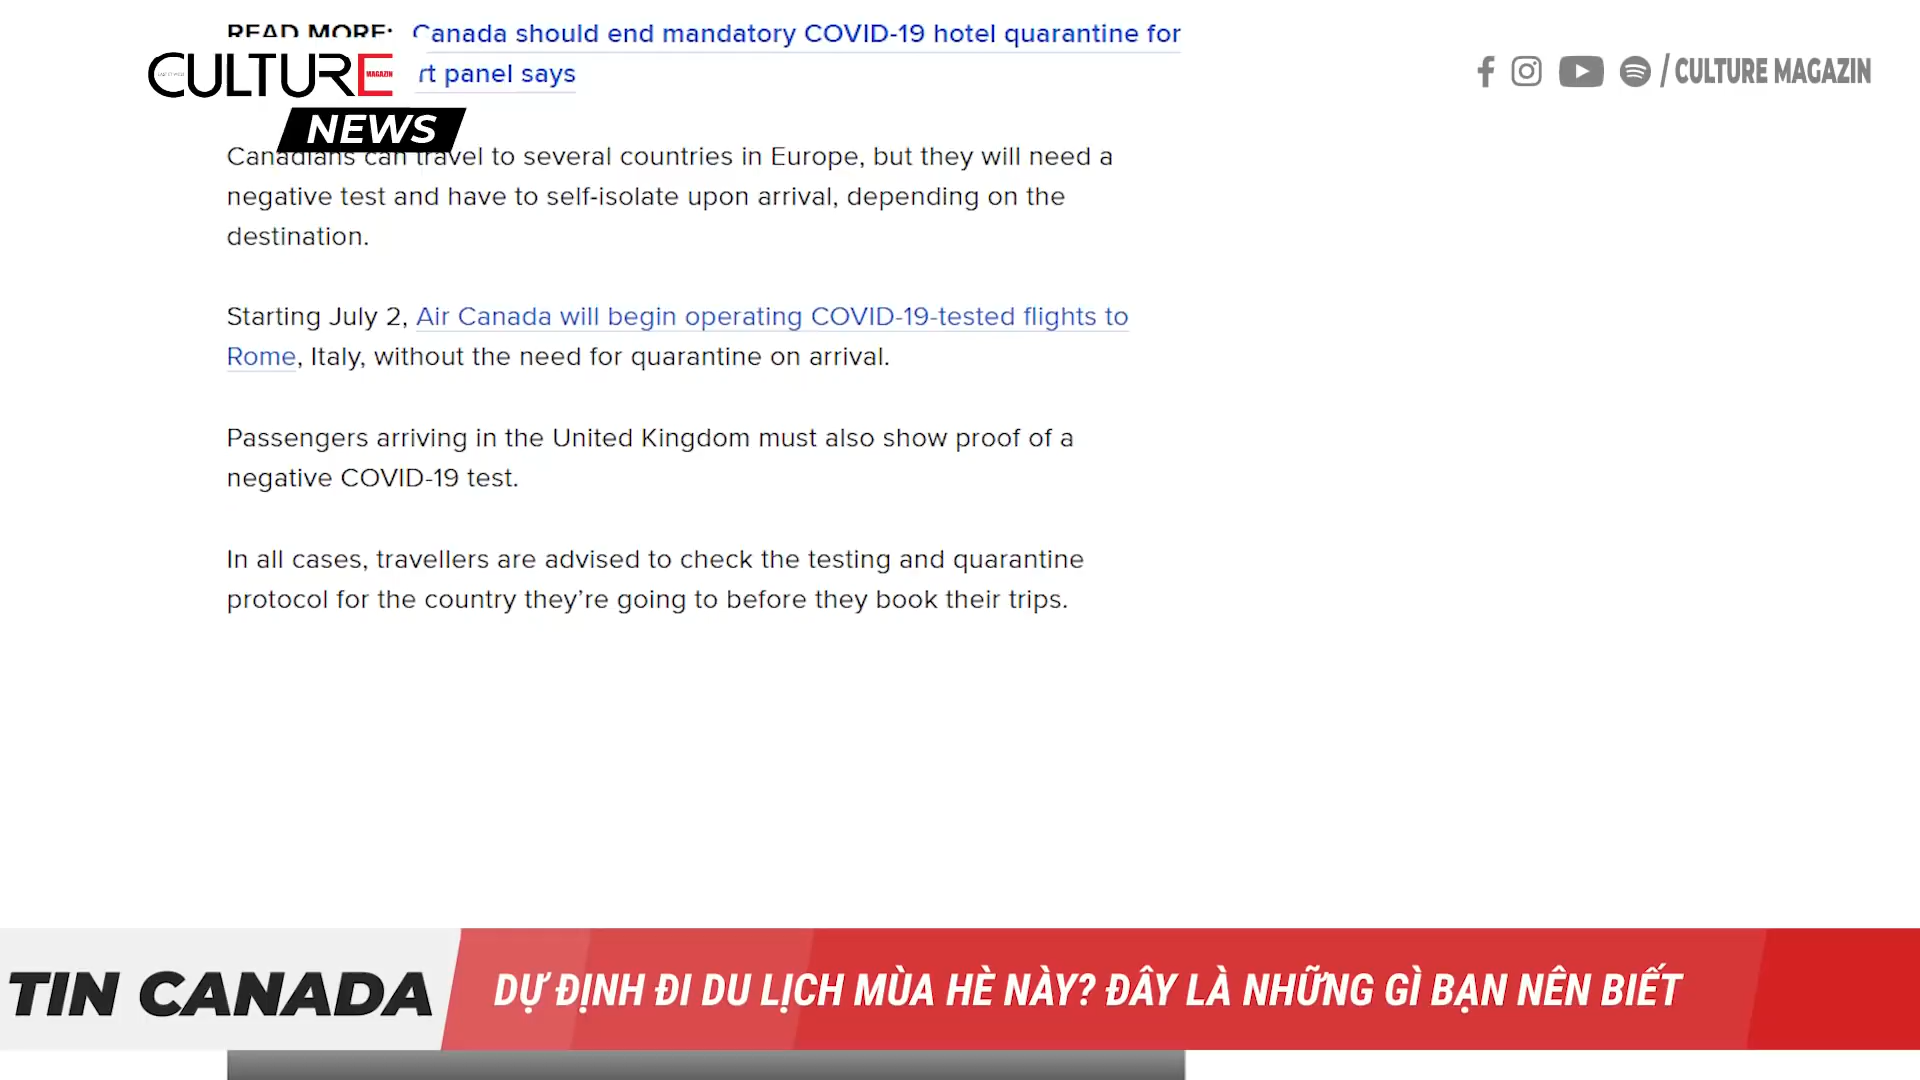 READ MORE: Canada should end mandatory COVID-19 hotel quarantine for
rt panel says
CULTURE
MAGAZIN
NEWS
/ CULTURE MAGAZIN
Canadians can travel to several countries in Europe, but they will need a
negative test and have to self-isolate upon arrival, depending on the
destination.
Starting July 2, Air Canada will begin operating COVID-19-tested flights to
Rome, Italy, without the need for quarantine on arrival.
Passengers arriving in the United Kingdom must also show proof of a
negative COVID-19 test.
In all cases, travellers are advised to check the testing and quarantine
protocol for the country they’re going to before they book their trips.
TIN CANADA
DỰ ĐỊNH ĐI DU LỊCH MÙA HÈ NÀY? ĐÂY LÀ NHỮNG GÌ BẠN NÊN BIẾT